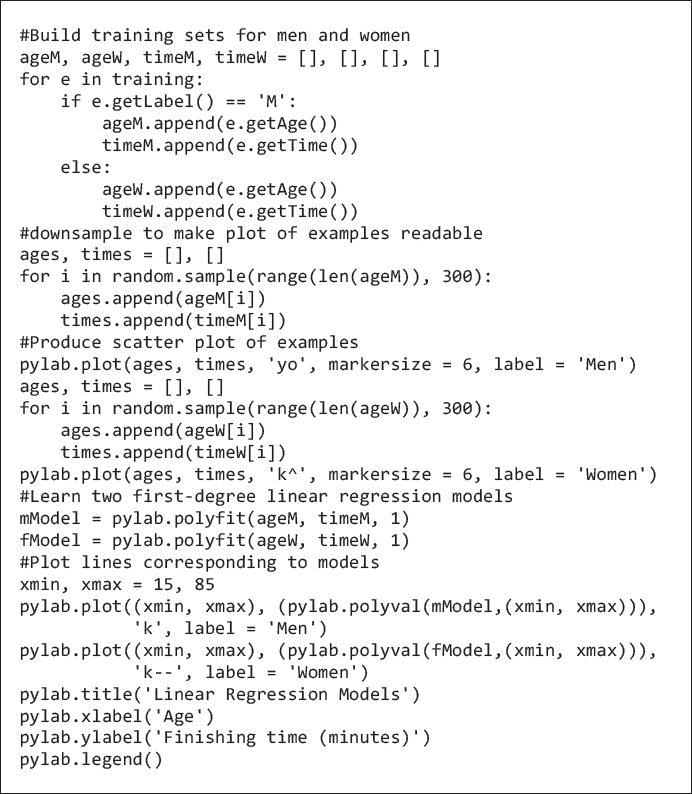 #Build training sets for men and women
ageM, ageW, timeM, timeW = [], [], [], []
for e in training:
    if e.getLabel() == 'M':
        ageM.append(e.getAge())
        timeM.append(e.getTime())
    else:
        ageW.append(e.getAge())
        timeW.append(e.getTime())
#downsample to make plot of examples readable
ages, times = [], []
for i in random.sample(range(len(ageM)), 300):
    ages.append(ageM[i])
    times.append(timeM[i])
#Produce scatter plot of examples
pylab.plot(ages, times, 'yo', markersize = 6, label = 'Men')
ages, times = [], []
for i in random.sample(range(len(ageW)), 300):
    ages.append(ageW[i])
    times.append(timeW[i])
pylab.plot(ages, times, 'k^', markersize = 6, label = 'Women')
#Learn two first-degree linear regression models
mModel = pylab.polyfit(ageM, timeM, 1)
fModel = pylab.polyfit(ageW, timeW, 1)
#Plot lines corresponding to models
xmin, xmax = 15, 85
pylab.plot((xmin, xmax), (pylab.polyval(mModel,(xmin, xmax))),
           'k', label = 'Men')
pylab.plot((xmin, xmax), (pylab.polyval(fModel,(xmin, xmax))),
           'k--', label = 'Women')
pylab.title('Linear Regression Models')
pylab.xlabel('Age')
pylab.ylabel('Finishing time (minutes)')
pylab.legend()